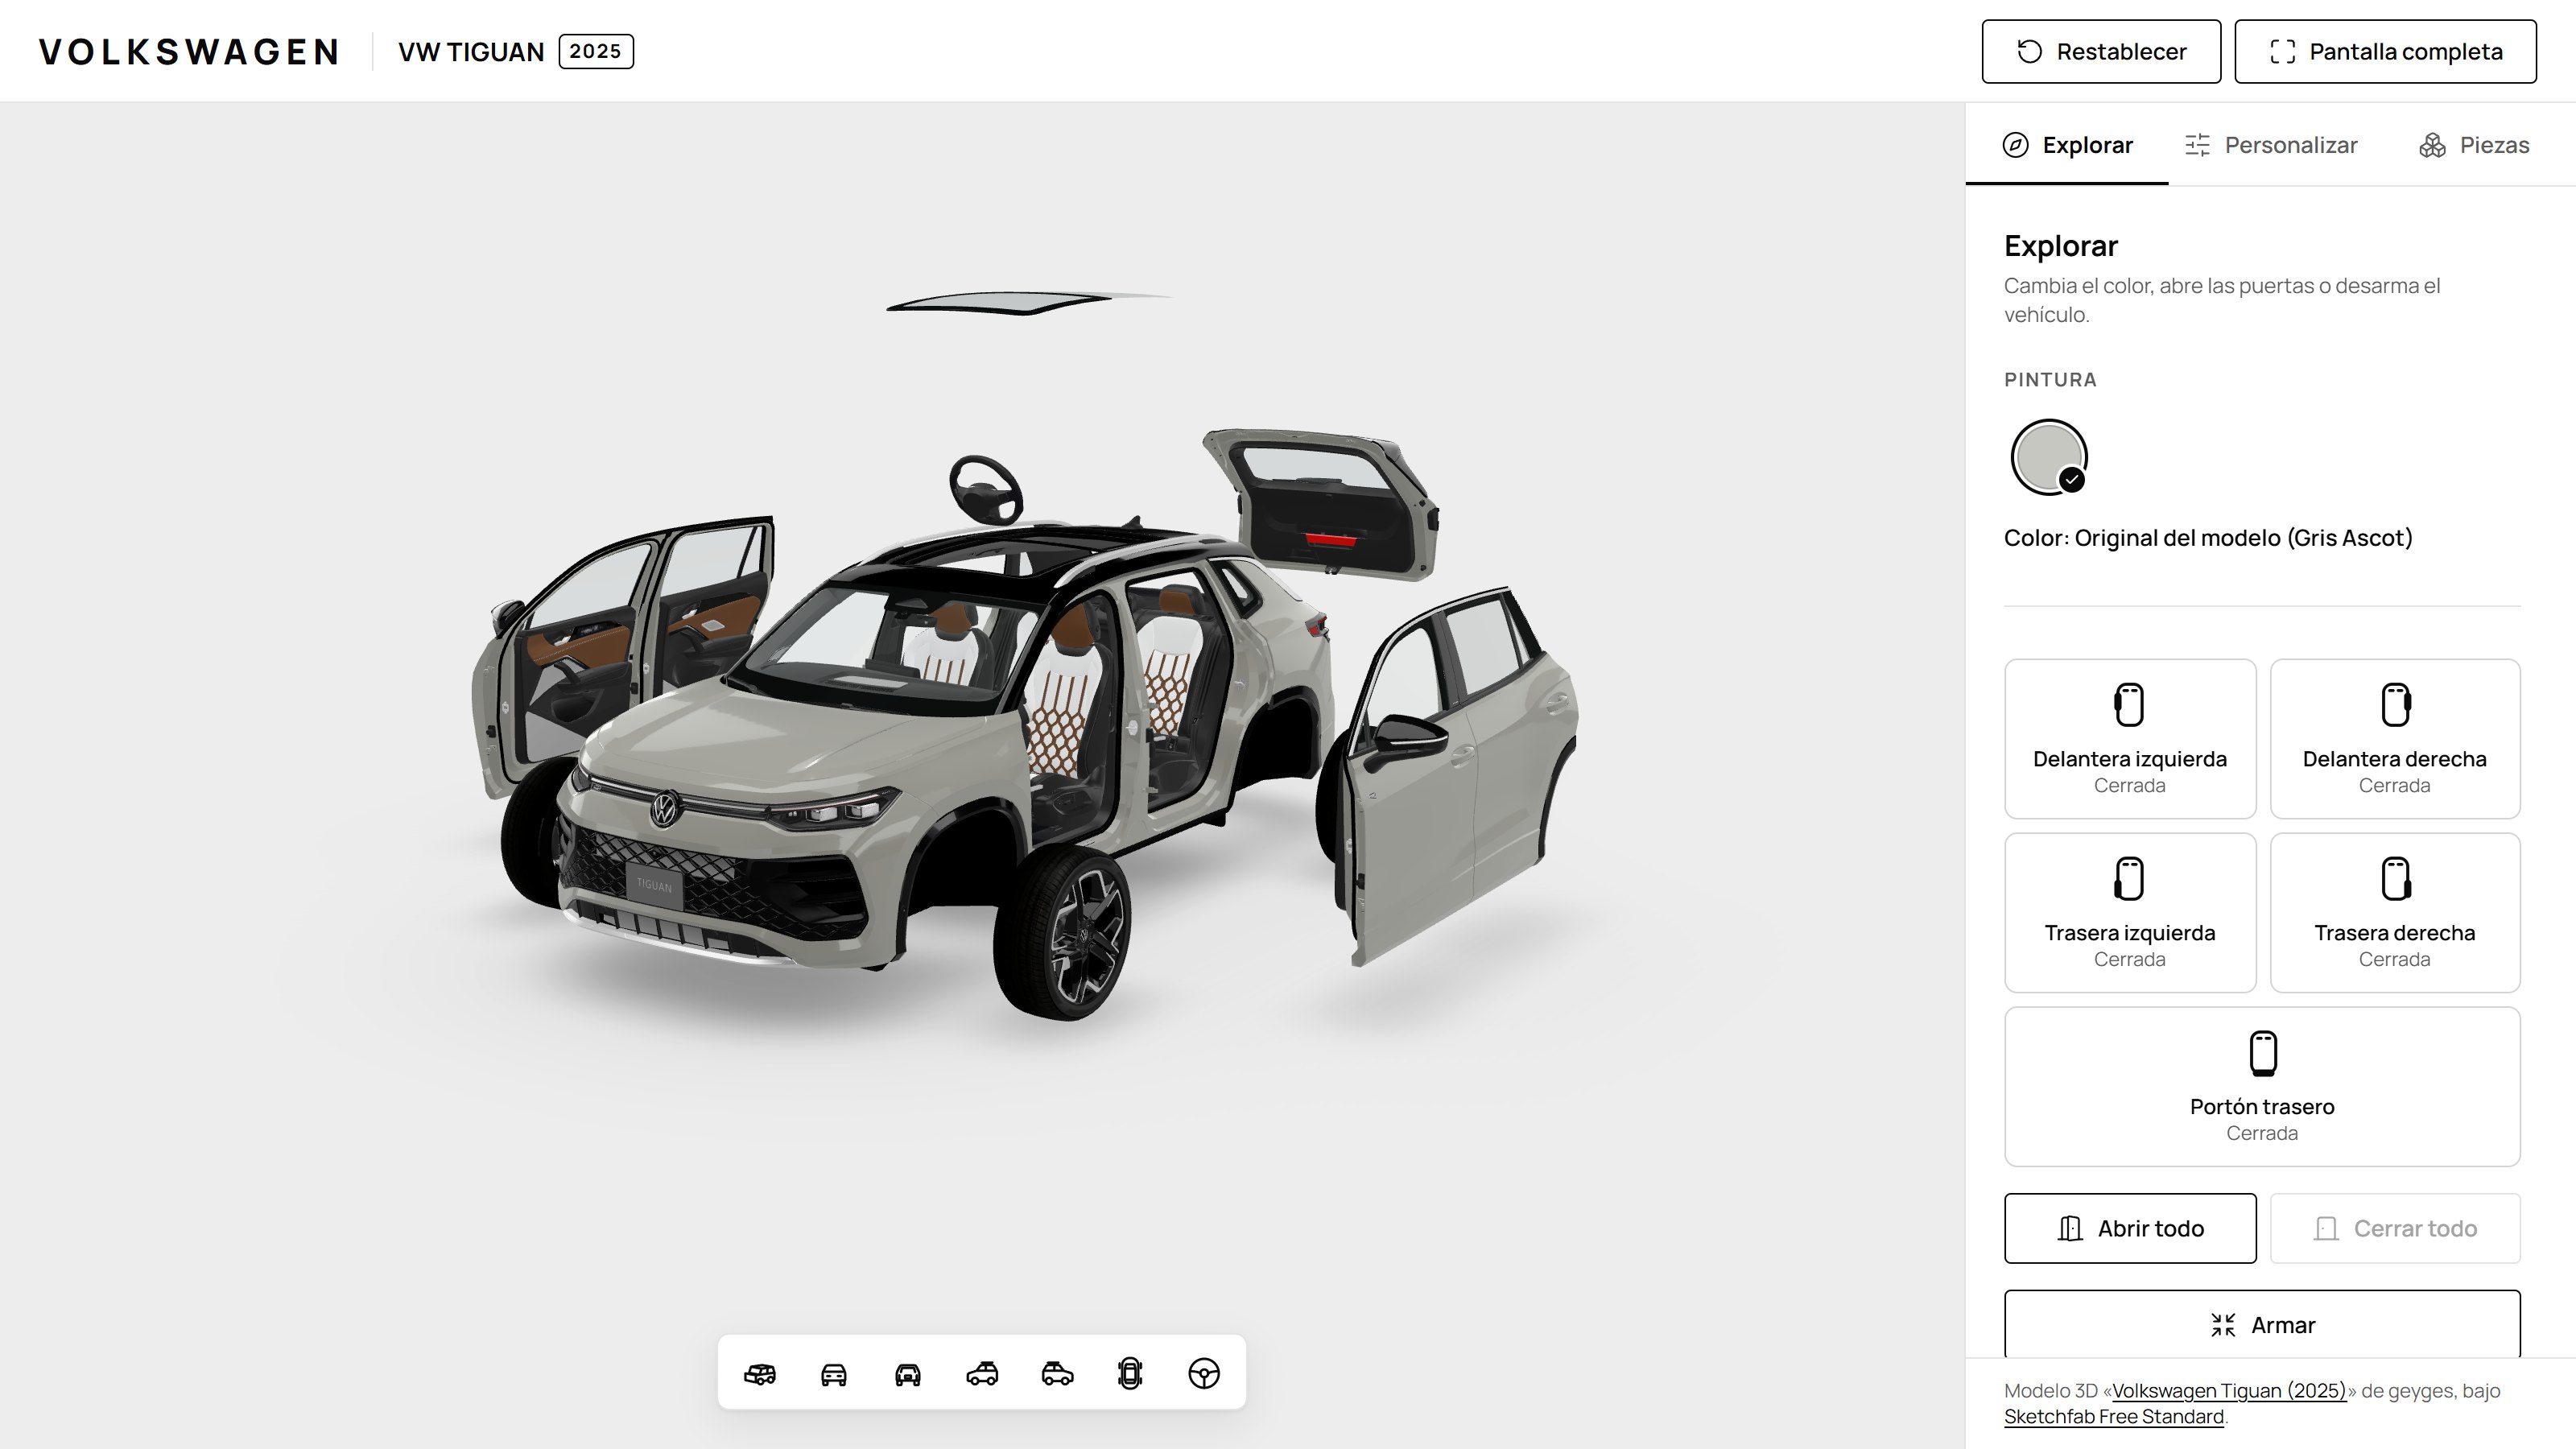 VOLKSWAGEN
VW TIGUAN
2025
Restablecer
Pantalla completa
Explorar
Personalizar
Piezas
Explorar
Cambia el color, abre las puertas o desarma el
vehículo.
PINTURA
Color: Original del modelo (Gris Ascot)
TIGUAN
Delantera izquierda
Cerrada
Delantera derecha
Cerrada
Trasera izquierda
Cerrada
Trasera derecha
Cerrada
Portón trasero
Cerrada
Abrir todo
Cerrar todo
Armar
Modelo 3D «Volkswagen Tiguan (2025)» de geyges, bajo
Sketchfab Free Standard.